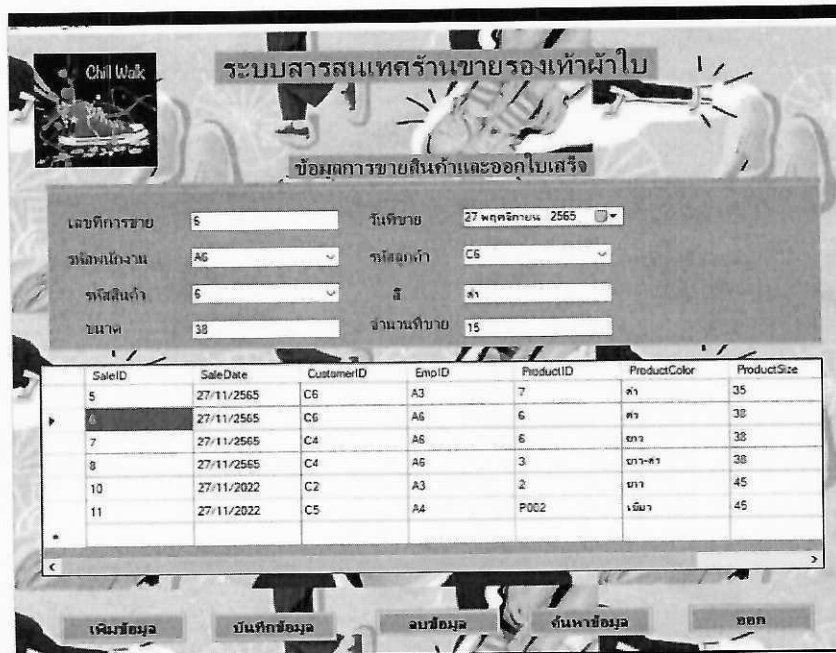 Chill Walk
ระบบสารสนเทศร้านขายรองเท้าผ้าใบ
ข้อมูลการขายสินค้าและออกใบเสร็จ
เลขที่การขาย 6 วันที่ขาย 27 พฤศจิกายน 2565
รหัสพนักงาน A6 รหัสลูกค้า C6
รหัสสินค้า 6 สี ดำ
ขนาด 38 จำนวนที่ขาย 15
SaleID SaleDate CustomerID EmpID ProductID ProductColor ProductSize
5 27/11/2565 C6 A3 7 ดำ 35
6 27/11/2565 C6 A6 6 ดำ 38
7 27/11/2565 C4 A6 6 ขาว 38
8 27/11/2565 C4 A6 3 ขาว-ดำ 38
10 27/11/2022 C2 A3 2 ขาว 45
11 27/11/2022 C5 A4 P002 เขียว 45
เพิ่มข้อมูล บันทึกข้อมูล ลบข้อมูล ค้นหาข้อมูล ออก